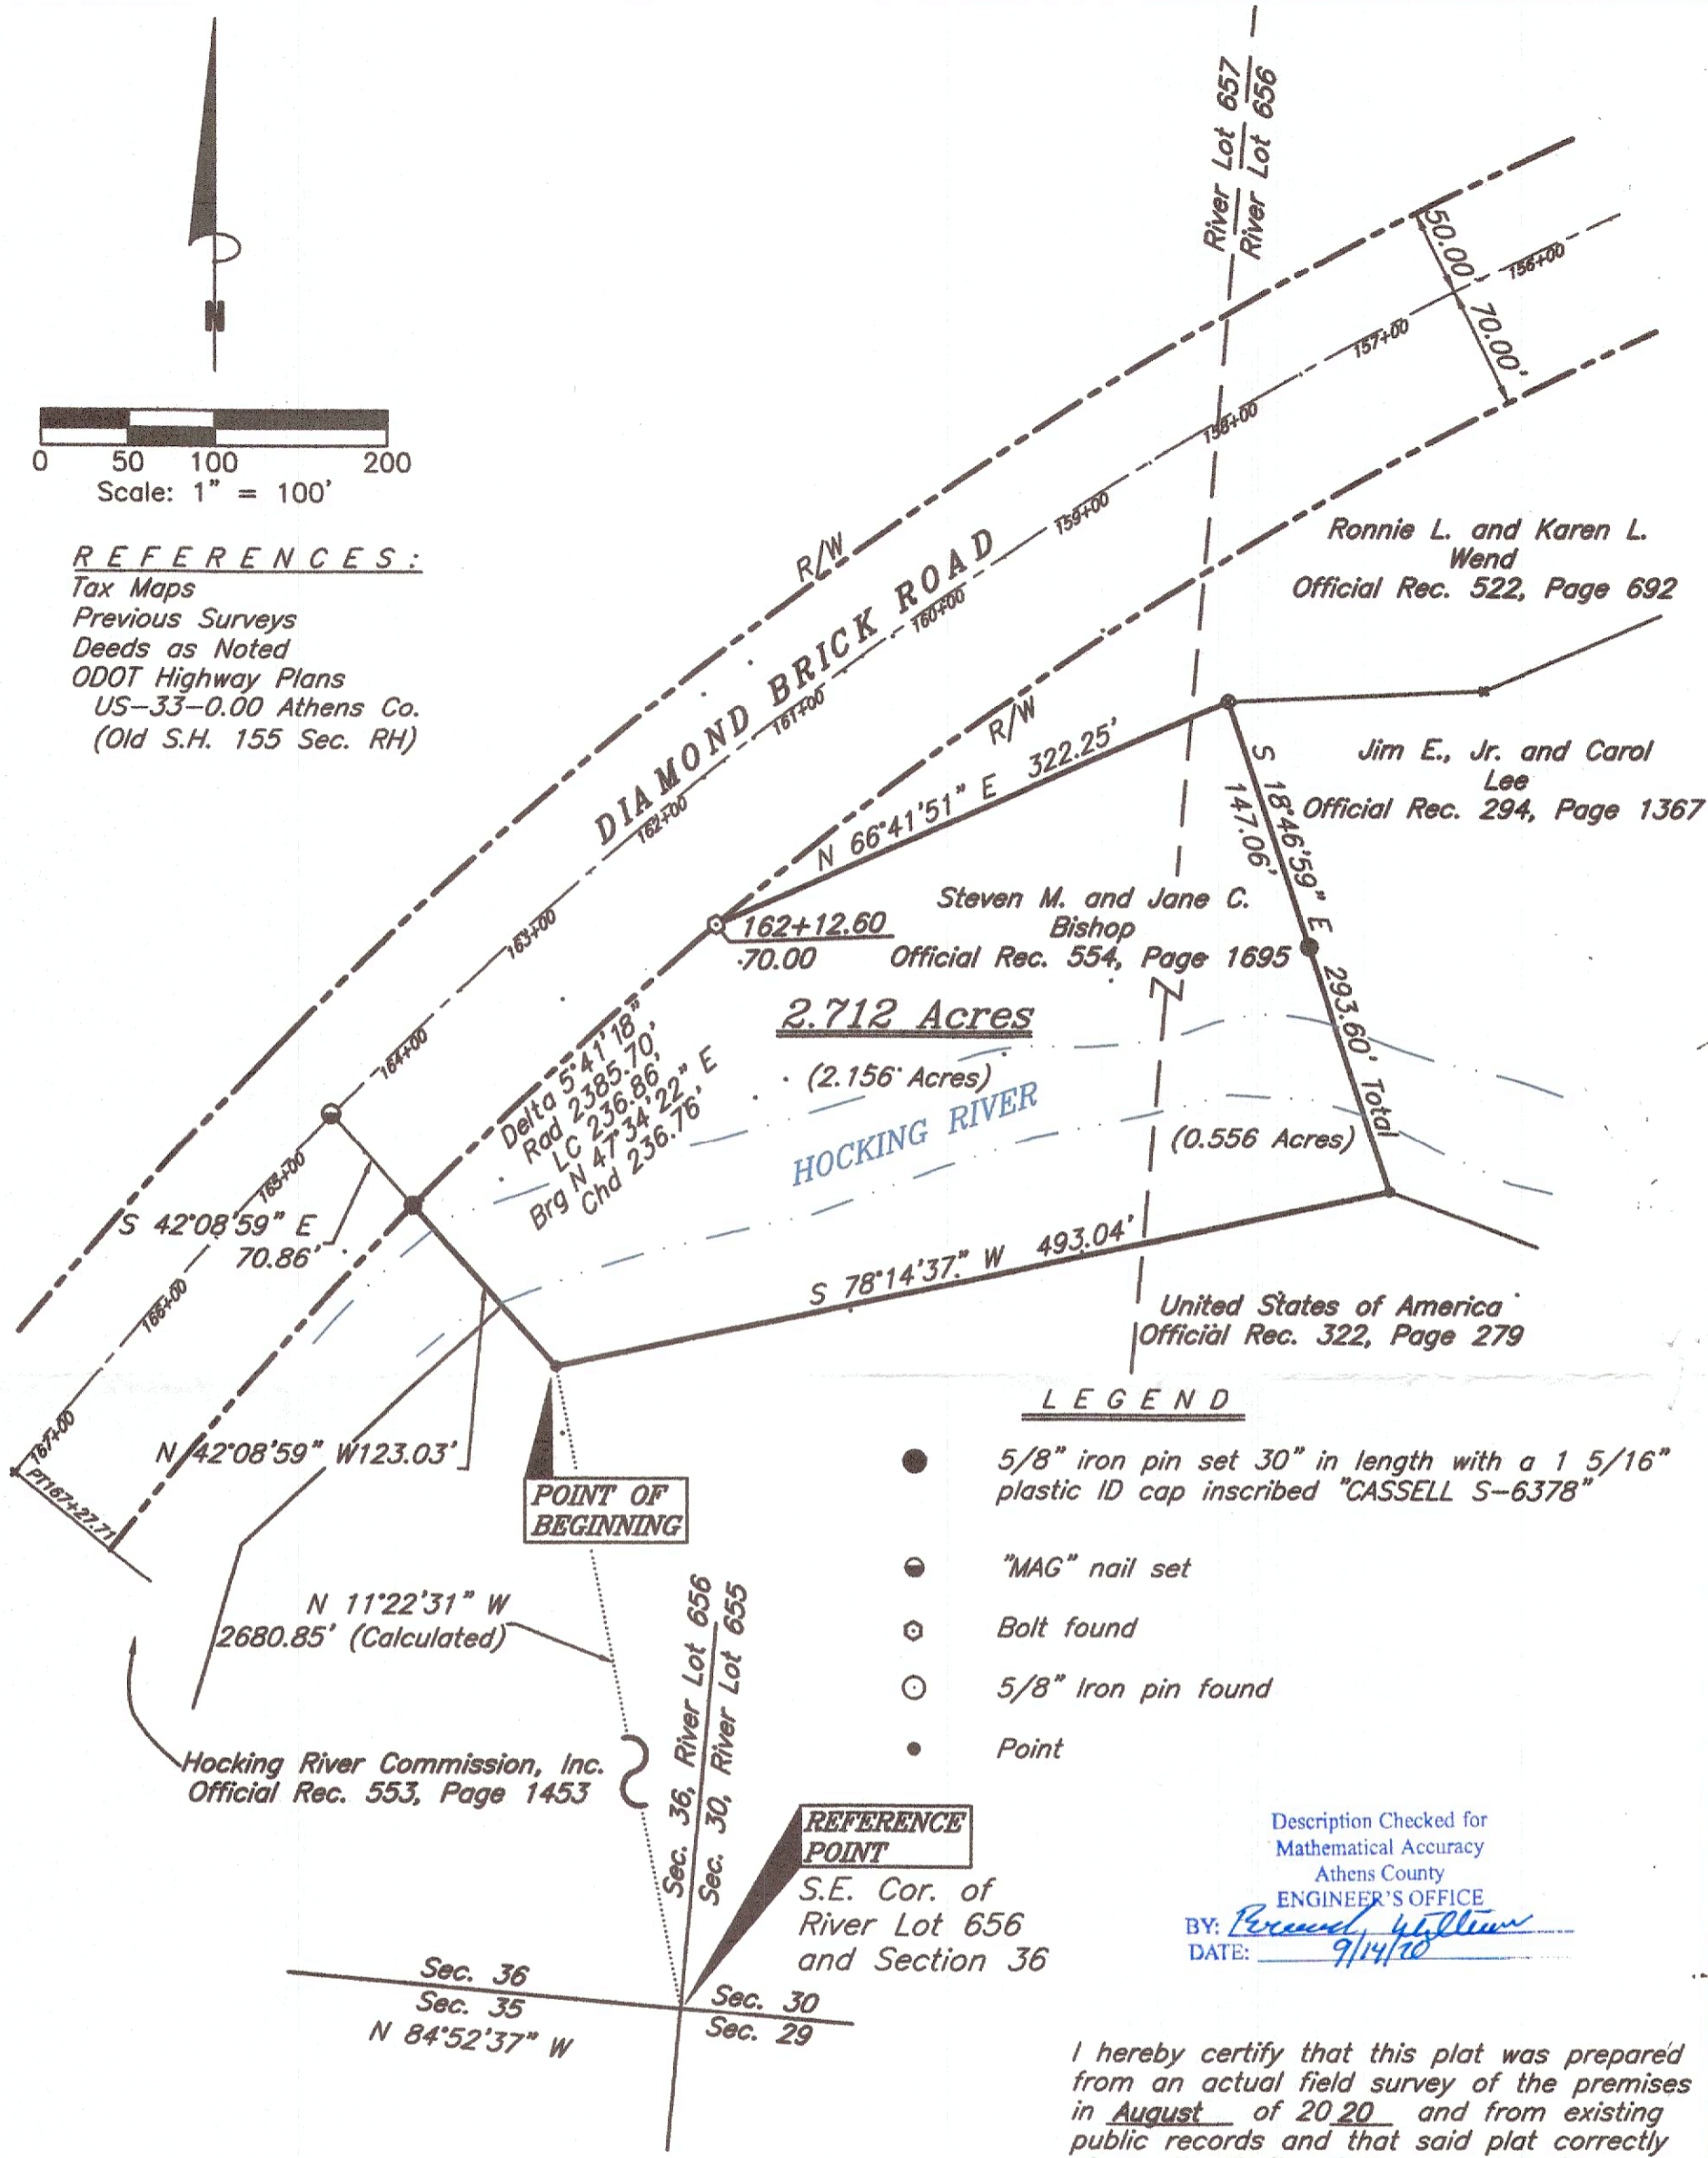 N
0 50 100 200
Scale: 1" = 100'
REFERENCES:
Tax Maps
Previous Surveys
Deeds as Noted
ODOT Highway Plans
US-33-0.00 Athens Co.
(Old S.H. 155 Sec. RH)
River Lot 657
River Lot 656
50.00
70.00'
156+00
157+00
158+00
159+00
160+00
161+00
162+00
163+00
164+00
165+00
166+00
167+00
PT167+27.71
R/W
DIAMOND BRICK ROAD
R/W
Ronnie L. and Karen L.
Wend
Official Rec. 522, Page 692
Jim E., Jr. and Carol
Lee
Official Rec. 294, Page 1367
N 66°41'51" E 322.25'
S 18°46'59" E
147.06'
293.60' Total
162+12.60
70.00
Steven M. and Jane C.
Bishop
Official Rec. 554, Page 1695
2.712 Acres
(2.156 Acres)
HOCKING RIVER
(0.556 Acres)
Delta 5°41'18"
Rad 2385.70'
LC 236.86'
Brg N 47°34'22" E
Chd 236.76'
S 42°08'59" E
70.86'
S 78°14'37" W 493.04'
United States of America
Official Rec. 322, Page 279
N 42°08'59" W123.03'
POINT OF
BEGINNING
N 11°22'31" W
2680.85' (Calculated)
Hocking River Commission, Inc.
Official Rec. 553, Page 1453
Sec. 36, River Lot 656
Sec. 30, River Lot 655
REFERENCE
POINT
S.E. Cor. of
River Lot 656
and Section 36
Sec. 36
Sec. 35
N 84°52'37" W
Sec. 30
Sec. 29
LEGEND
5/8" iron pin set 30" in length with a 1 5/16"
plastic ID cap inscribed "CASSELL S-6378"
"MAG" nail set
Bolt found
5/8" Iron pin found
Point
Description Checked for
Mathematical Accuracy
Athens County
ENGINEER'S OFFICE
BY:
DATE: 9/14/20
I hereby certify that this plat was prepared
from an actual field survey of the premises
in August of 2020 and from existing
public records and that said plat correctly